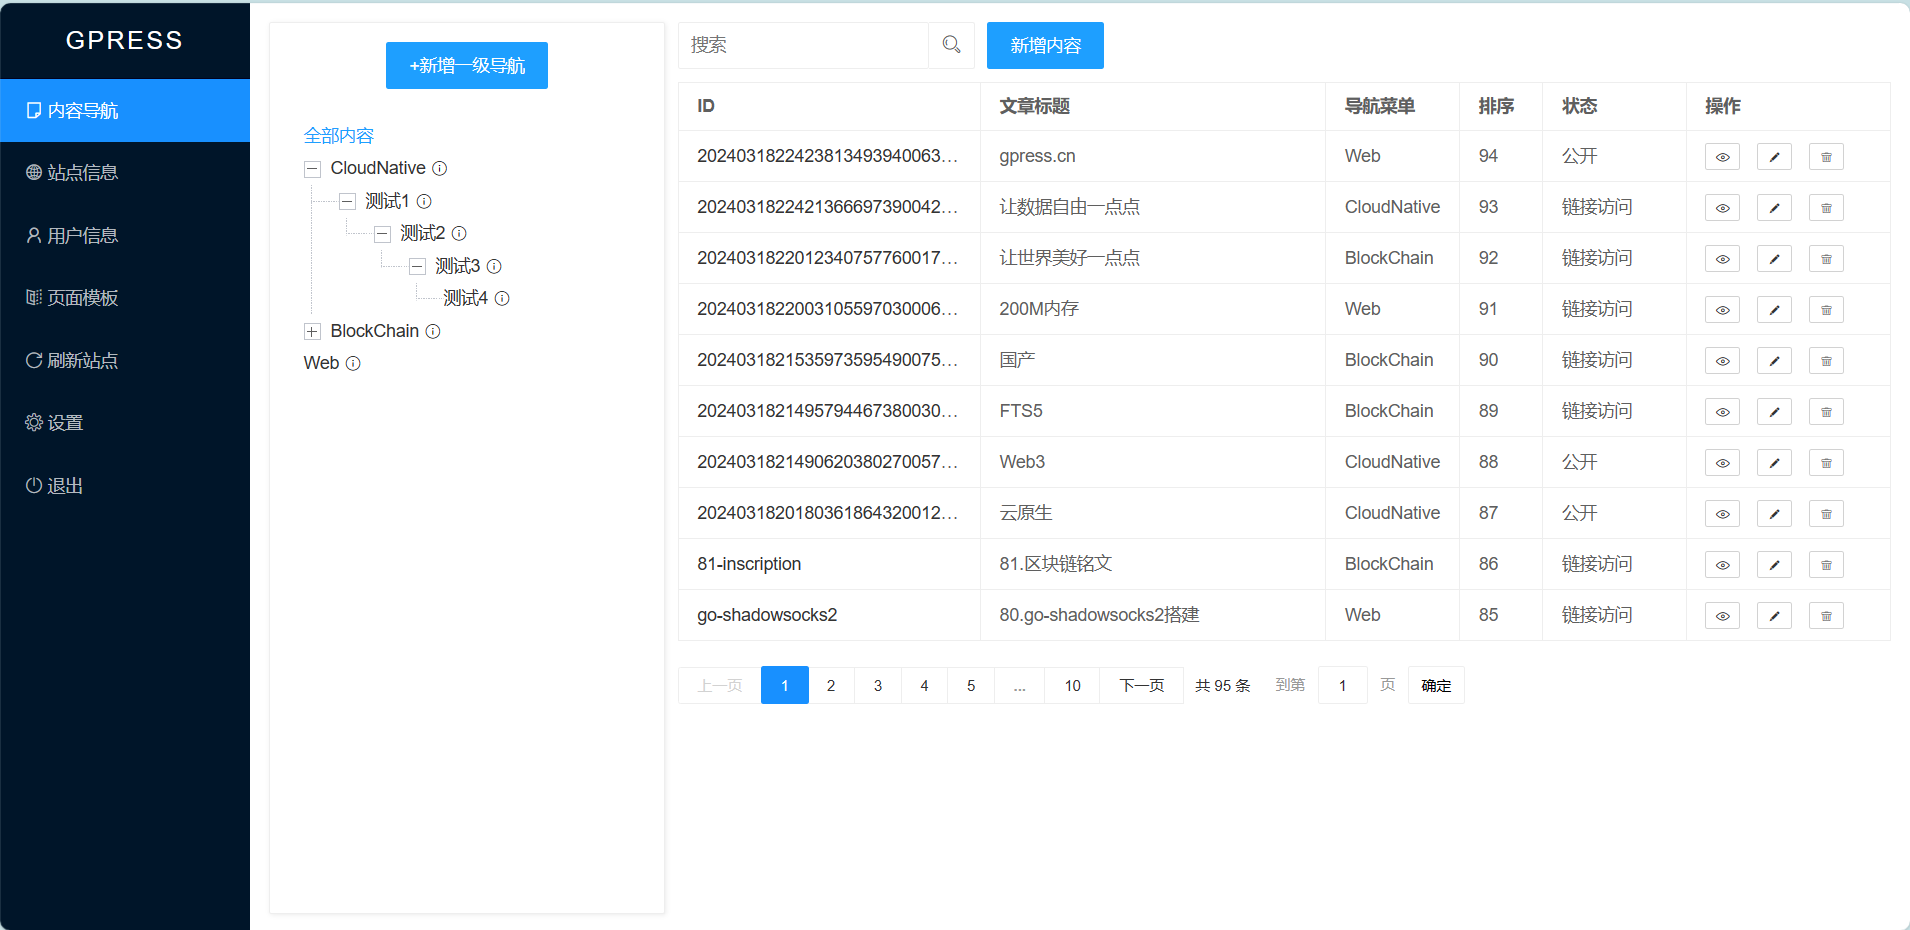 GPRESS
内容导航
站点信息
用户信息
页面模板
刷新站点
设置
退出
+新增一级导航
全部内容
CloudNative
测试1
测试2
测试3
测试4
BlockChain
Web
搜索
新增内容
ID 文章标题 导航菜单 排序 状态 操作
2024031822423813493940063... gpress.cn Web 94 公开
2024031822421366697390042... 让数据自由一点点 CloudNative 93 链接访问
2024031822012340757760017... 让世界美好一点点 BlockChain 92 链接访问
2024031822003105597030006... 200M内存 Web 91 链接访问
2024031821535973595490075... 国产 BlockChain 90 链接访问
2024031821495794467380030... FTS5 BlockChain 89 链接访问
2024031821490620380270057... Web3 CloudNative 88 公开
2024031820180361864320012... 云原生 CloudNative 87 公开
81-inscription 81.区块链铭文 BlockChain 86 链接访问
go-shadowsocks2 80.go-shadowsocks2搭建 Web 85 链接访问
上一页 1 2 3 4 5 ... 10 下一页 共 95 条 到第 1 页 确定